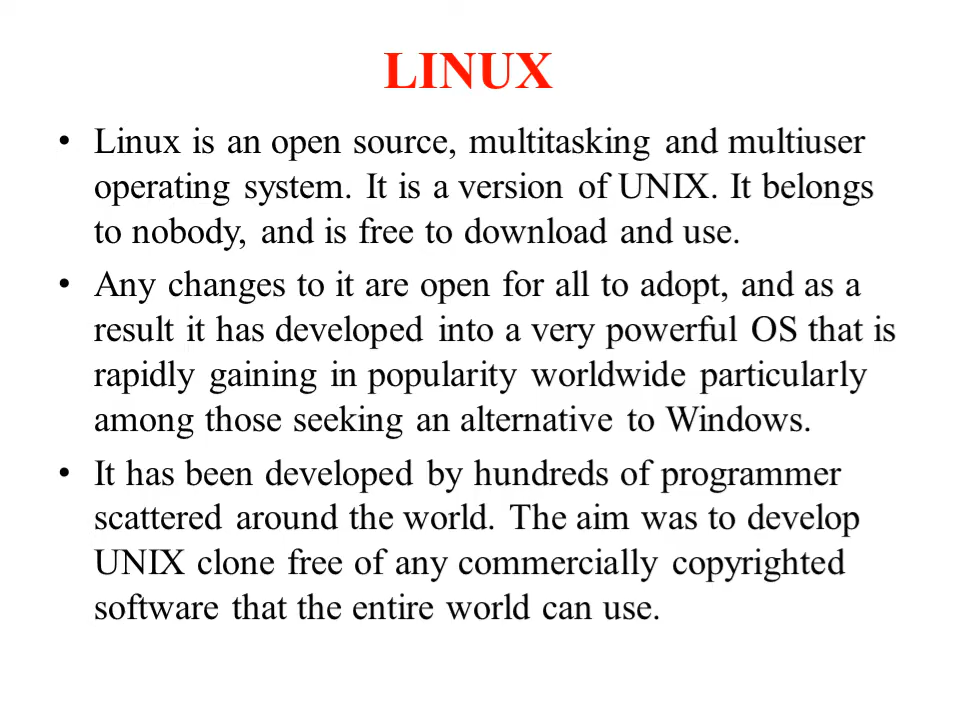 LINUX
• Linux is an open source, multitasking and multiuser
operating system. It is a version of UNIX. It belongs
to nobody, and is free to download and use.
• Any changes to it are open for all to adopt, and as a
result it has developed into a very powerful OS that is
rapidly gaining in popularity worldwide particularly
among those seeking an alternative to Windows.
• It has been developed by hundreds of programmer
scattered around the world. The aim was to develop
UNIX clone free of any commercially copyrighted
software that the entire world can use.